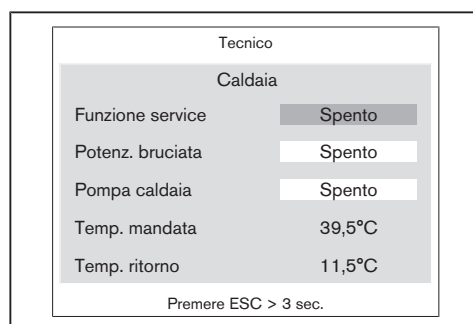 Tecnico
Caldaia
Funzione service Spento
Potenz. bruciata Spento
Pompa caldaia Spento
Temp. mandata 39,5°C
Temp. ritorno 11,5°C
Premere ESC > 3 sec.